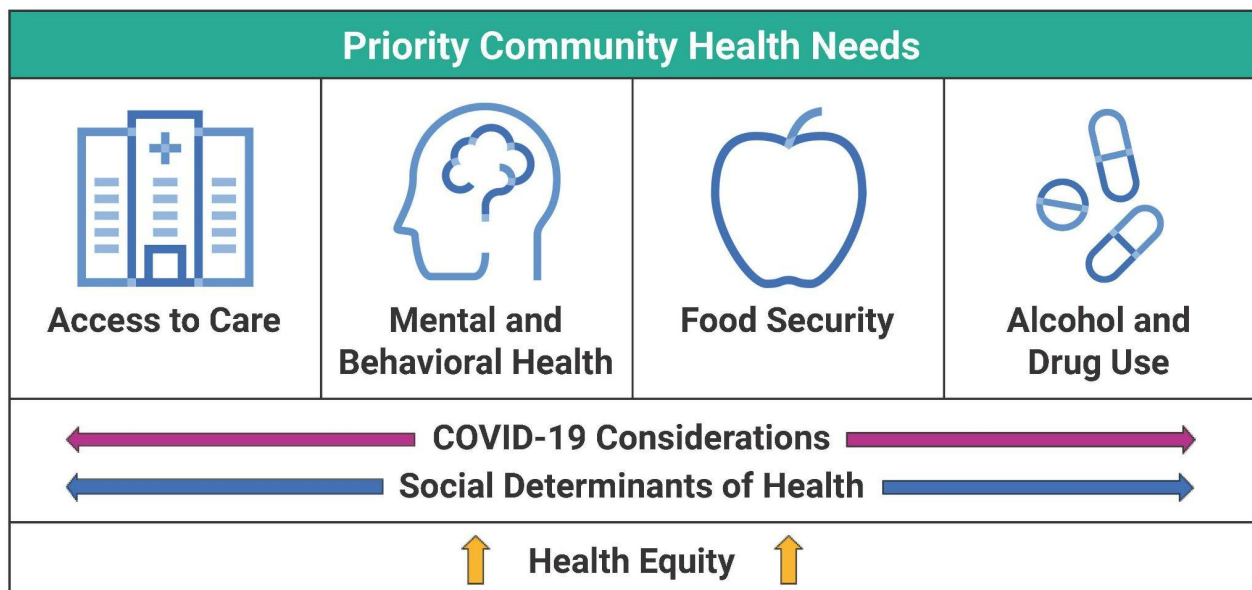 Priority Community Health Needs
Access to Care
Mental and
Behavioral Health
Food Security
Alcohol and
Drug Use
COVID-19 Considerations
Social Determinants of Health
Health Equity